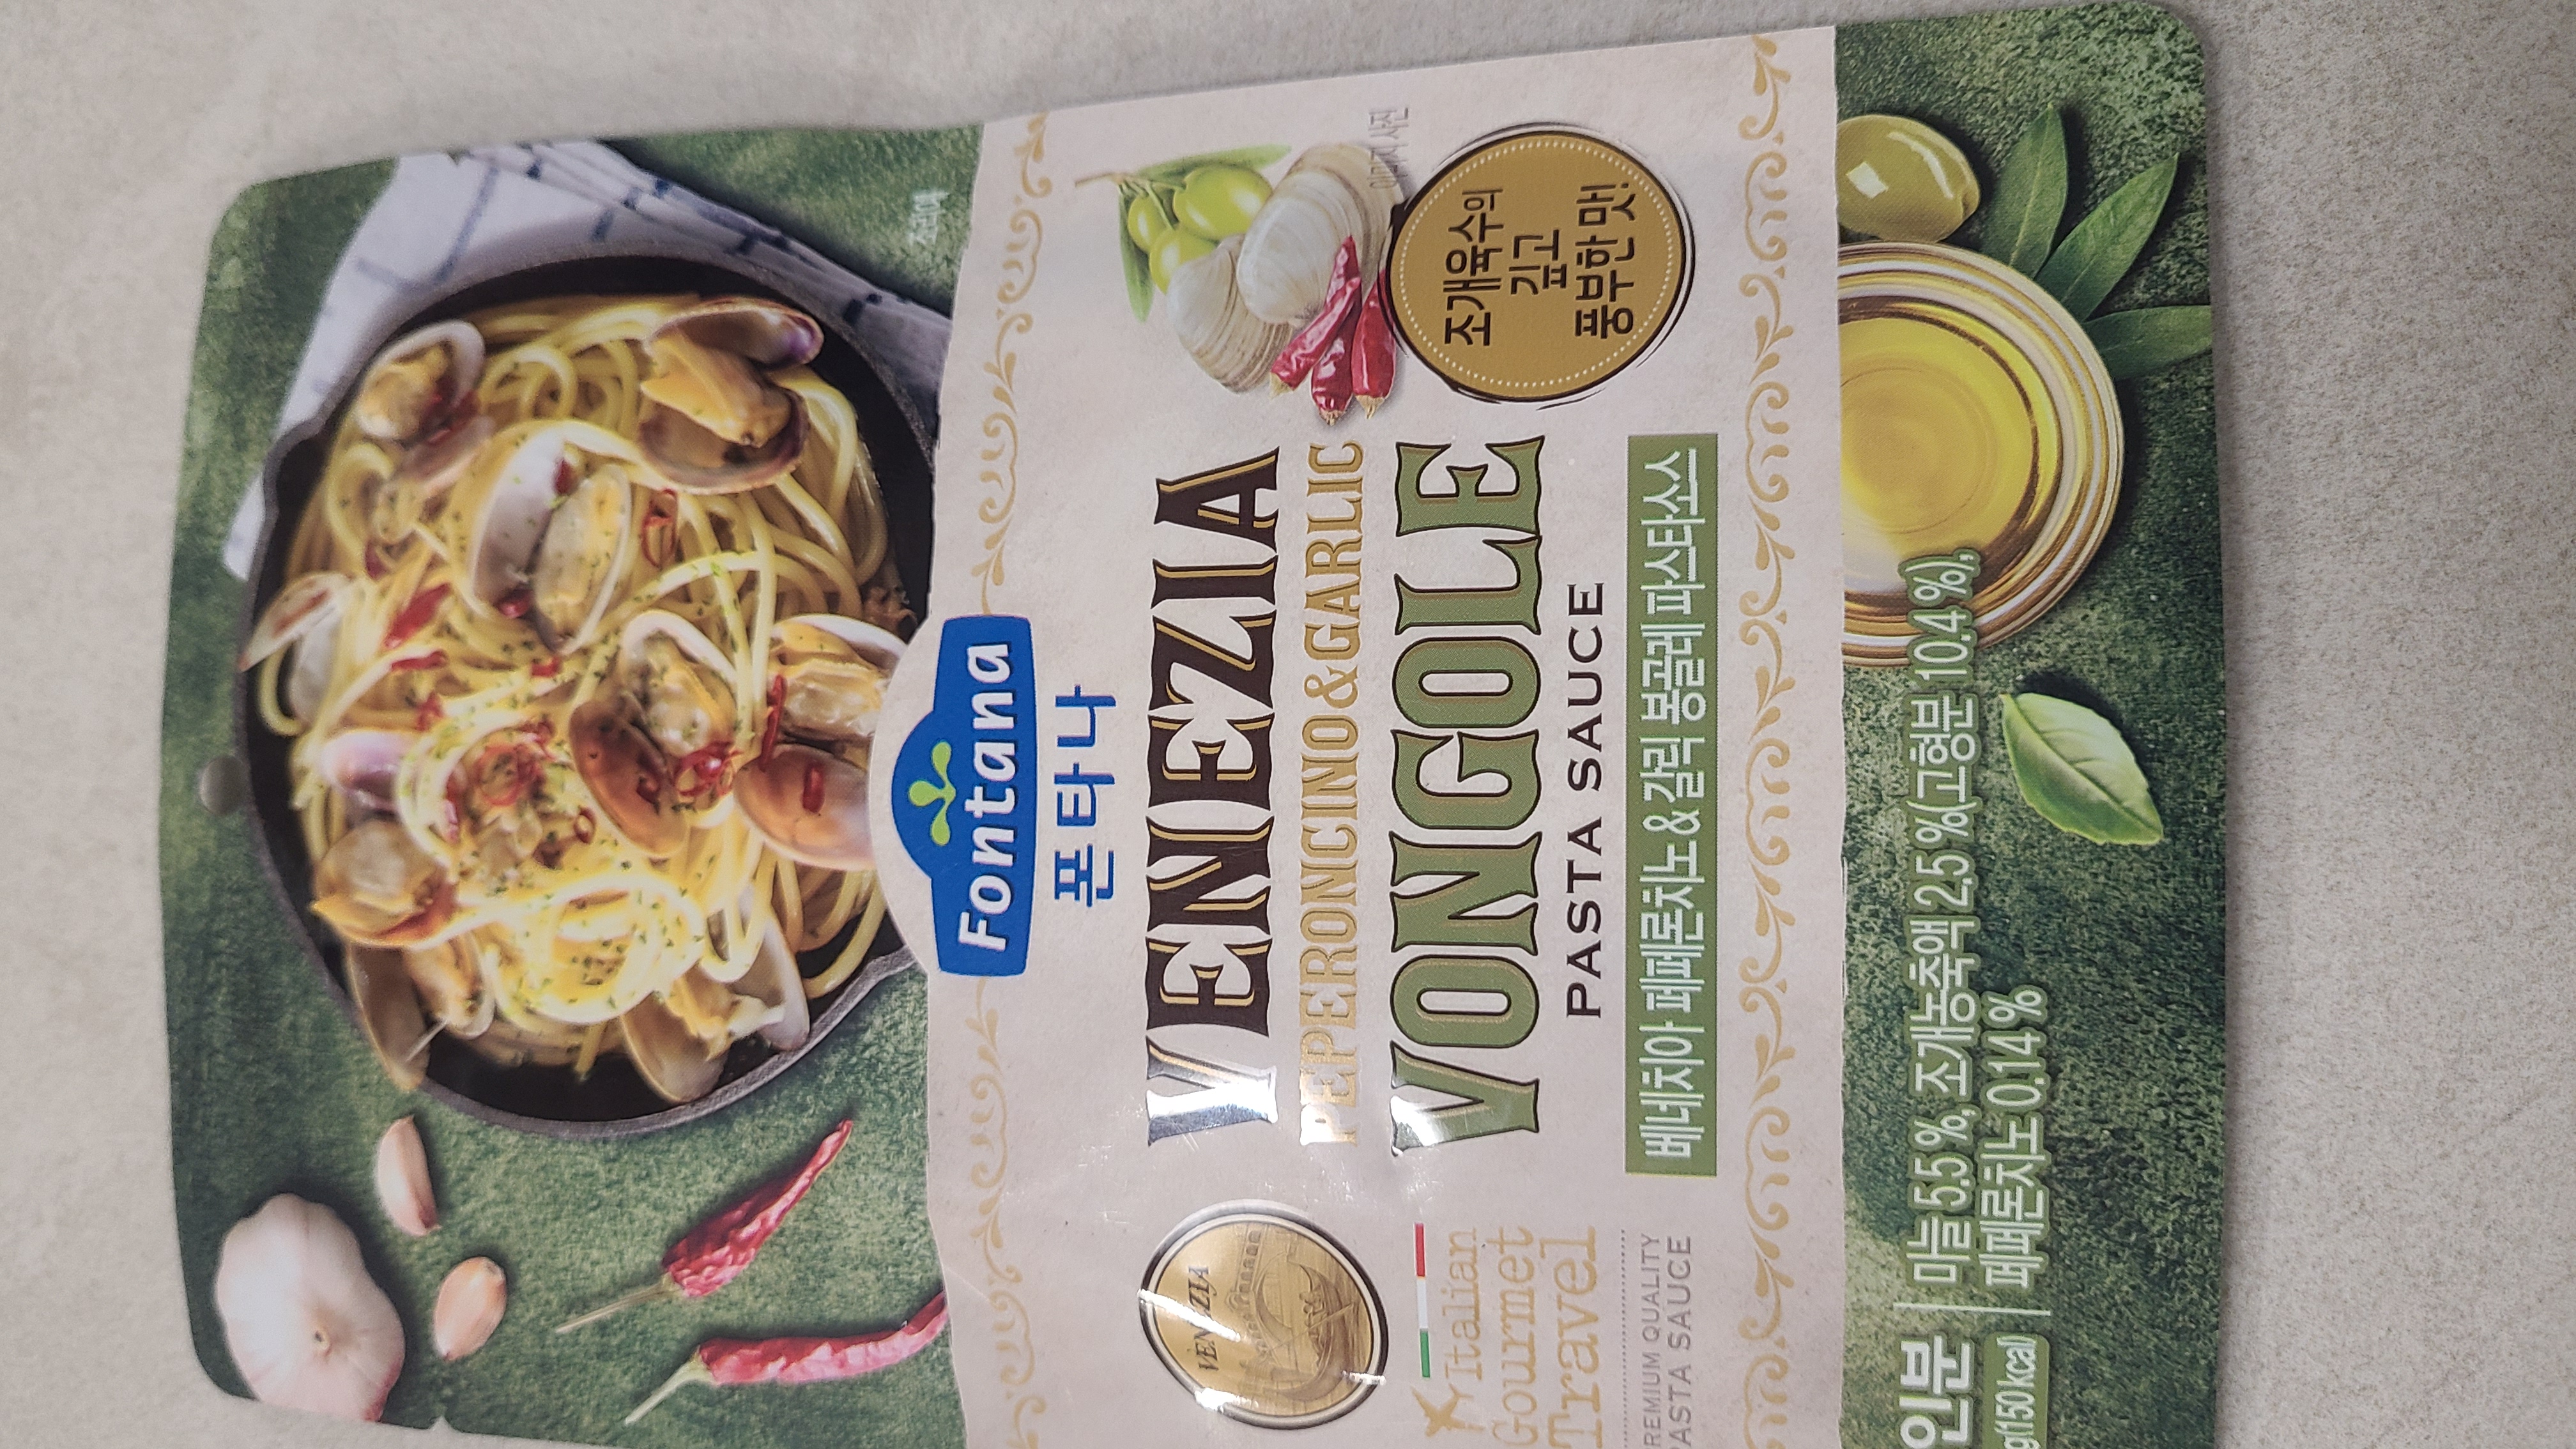 조리예
Fontana
폰타나
VENEZIA
PEPERONCINO&GARLIC
VONGOLE
PASTA SAUCE
베네치아 페페론치노&갈릭 봉골레 파스타소스
이미지 사진
조개육수의
깊고
풍부한 맛!
VENEZIA
Italian
Gourmet
Travel
PREMIUM QUALITY
PASTA SAUCE
인분
g(150 kcal)
마늘 5.5 %, 조개농축액 2.5 %(고형분 10.4 %),
페페론치노 0.14 %